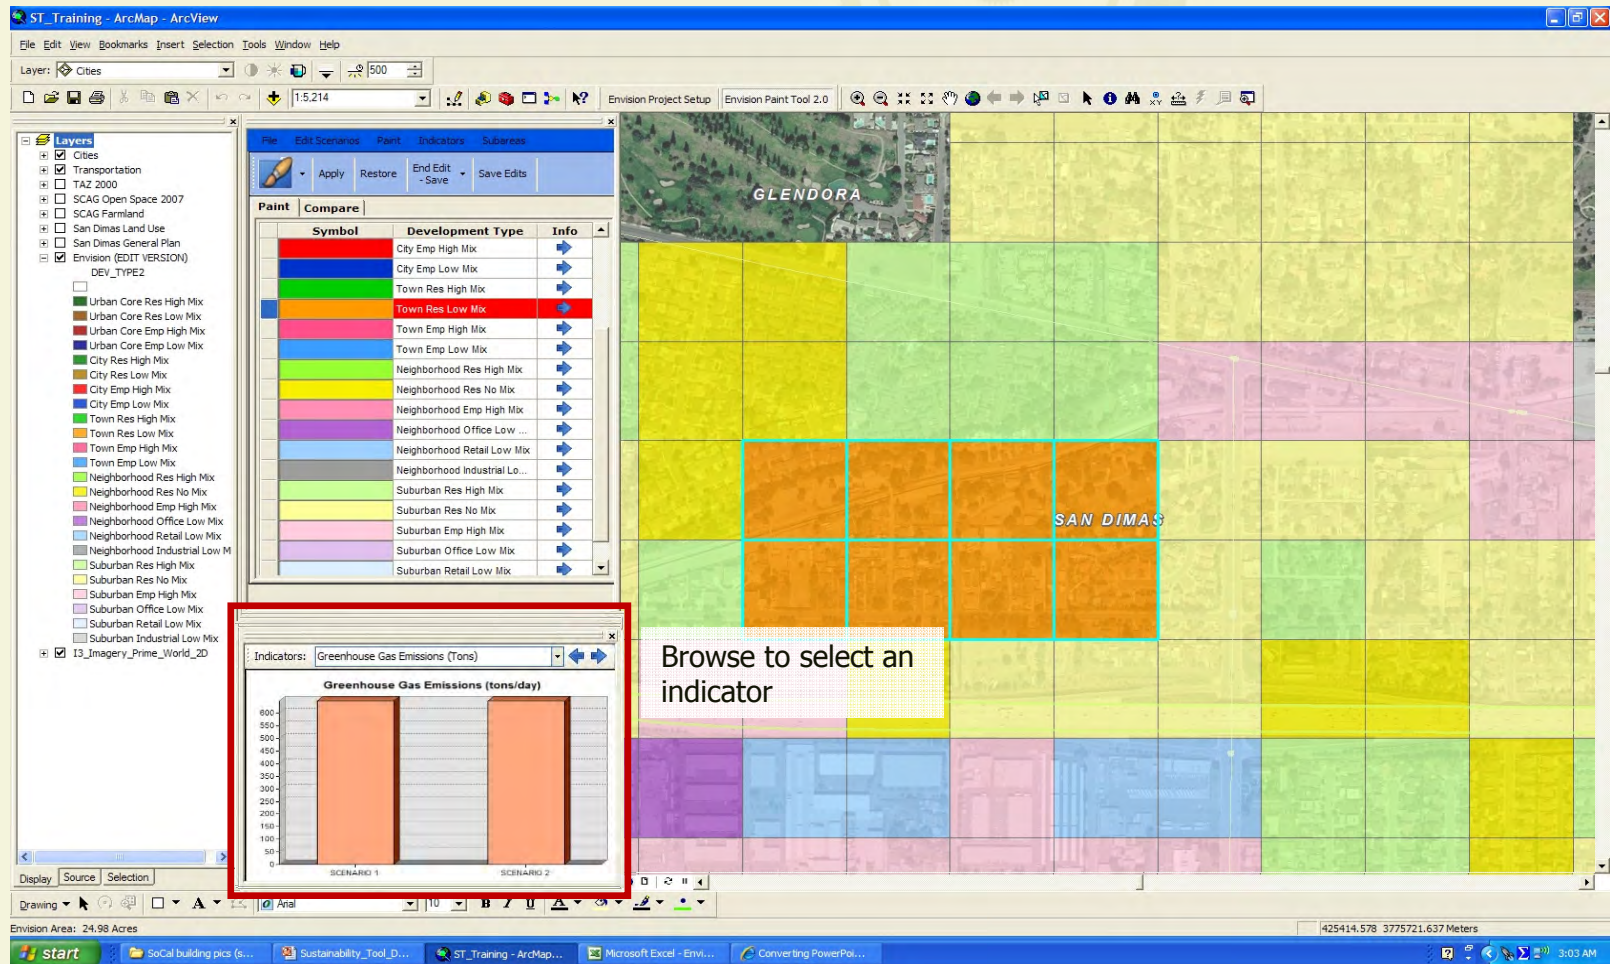 ST_Training - ArcMap - ArcView
File Edit View Bookmarks Insert Selection Tools Window Help
Layer: Cities 500
1:5,214 Envision Project Setup Envision Paint Tool 2.0
Layers
Cities
Transportation
TAZ 2000
SCAG Open Space 2007
SCAG Farmland
San Dimas Land Use
San Dimas General Plan
Envision (EDIT VERSION)
DEV_TYPE2
Urban Core Res High Mix
Urban Core Res Low Mix
Urban Core Emp High Mix
Urban Core Emp Low Mix
City Res High Mix
City Res Low Mix
City Emp High Mix
City Emp Low Mix
Town Res High Mix
Town Res Low Mix
Town Emp High Mix
Town Emp Low Mix
Neighborhood Res High Mix
Neighborhood Res No Mix
Neighborhood Emp High Mix
Neighborhood Office Low Mix
Neighborhood Retail Low Mix
Neighborhood Industrial Low M
Suburban Res High Mix
Suburban Res No Mix
Suburban Emp High Mix
Suburban Office Low Mix
Suburban Retail Low Mix
Suburban Industrial Low Mix
I3_Imagery_Prime_World_2D
Display Source Selection
File Edit Scenarios Paint Indicators Subareas
Apply Restore End Edit - Save Save Edits
Paint Compare
Symbol Development Type Info
City Emp High Mix
City Emp Low Mix
Town Res High Mix
Town Res Low Mix
Town Emp High Mix
Town Emp Low Mix
Neighborhood Res High Mix
Neighborhood Res No Mix
Neighborhood Emp High Mix
Neighborhood Office Low ...
Neighborhood Retail Low Mix
Neighborhood Industrial Lo...
Suburban Res High Mix
Suburban Res No Mix
Suburban Emp High Mix
Suburban Office Low Mix
Suburban Retail Low Mix
Indicators: Greenhouse Gas Emissions (Tons)
Greenhouse Gas Emissions (tons/day)
600
550
500
450
400
350
300
250
200
150
100
50
0
SCENARIO 1 SCENARIO 2
GLENDORA
SAN DIMAS
Browse to select an
indicator
Drawing A Arial 10 B I U A
Envision Area: 24.98 Acres
425414.578 3775721.637 Meters
start SoCal building pics (s... Sustainability_Tool_D... ST_Training - ArcMap... Microsoft Excel - Envi... Converting PowerPoi... 3:03 AM